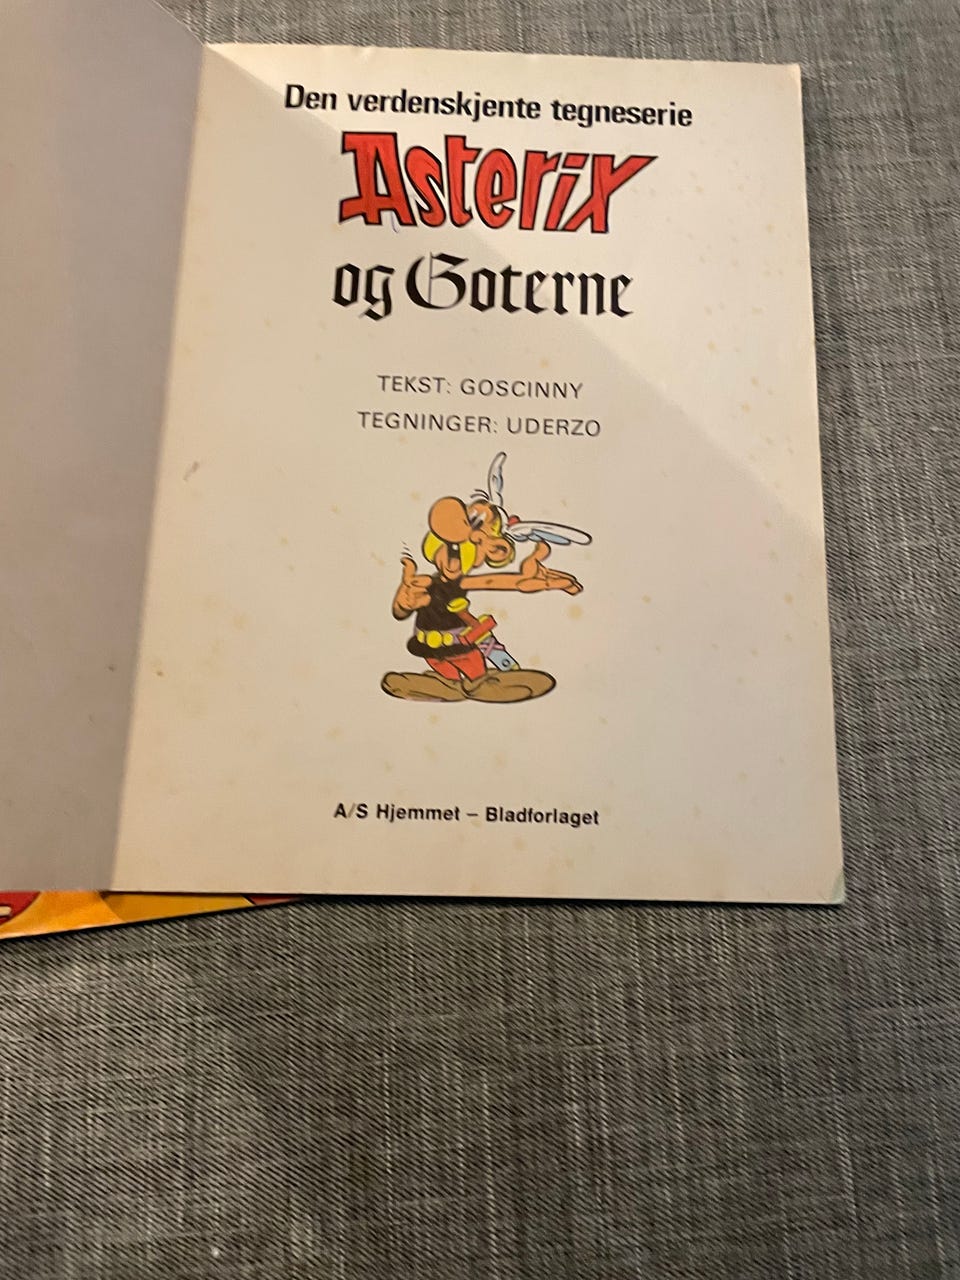 Den verdenskjente tegneserie
Asterix
og Goterne
TEKST: GOSCINNY
TEGNINGER: UDERZO
A/S Hjemmet – Bladforlaget